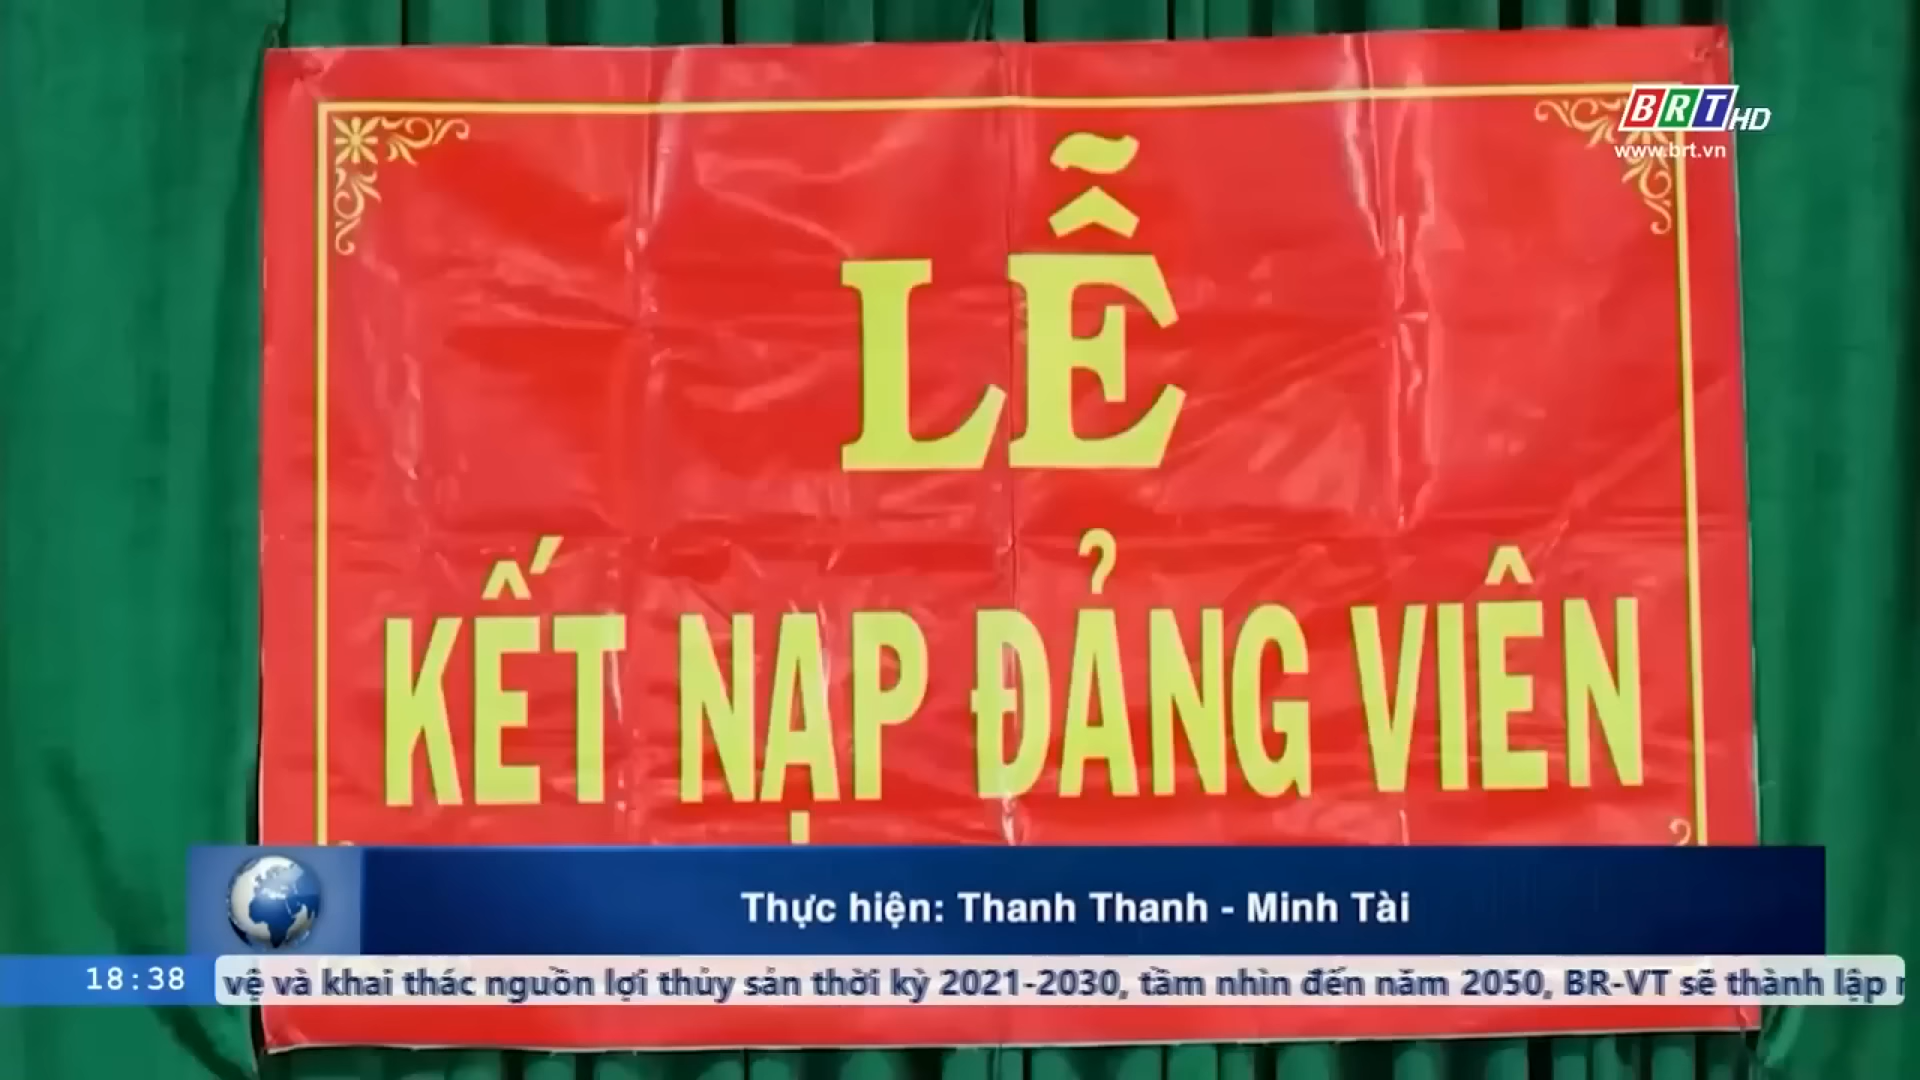 BRT HD
www.brt.vn
LỄ
KẾT NẠP ĐẢNG VIÊN
Thực hiện: Thanh Thanh - Minh Tài
18:38
vệ và khai thác nguồn lợi thủy sản thời kỳ 2021-2030, tầm nhìn đến năm 2050, BR-VT sẽ thành lập